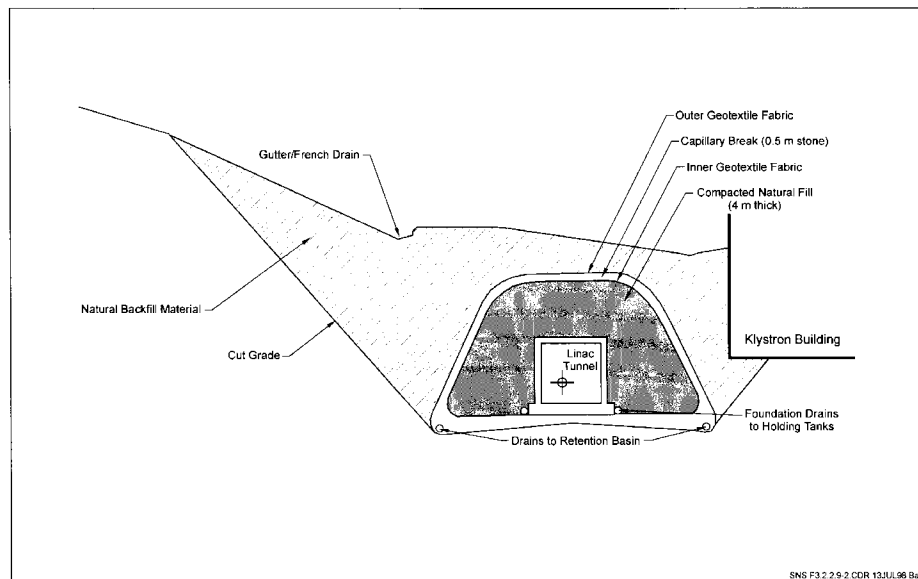 Outer Geotextile Fabric
Capillary Break (0.5 m stone)
Gutter/French Drain
Inner Geotextile Fabric
Compacted Natural Fill
(4 m thick)
Natural Backfill Material
Klystron Building
Cut Grade
Linac
Tunnel
Foundation Drains
to Holding Tanks
Drains to Retention Basin
SNS F3.2.2.9-2.CDR 13JUL98 Ba